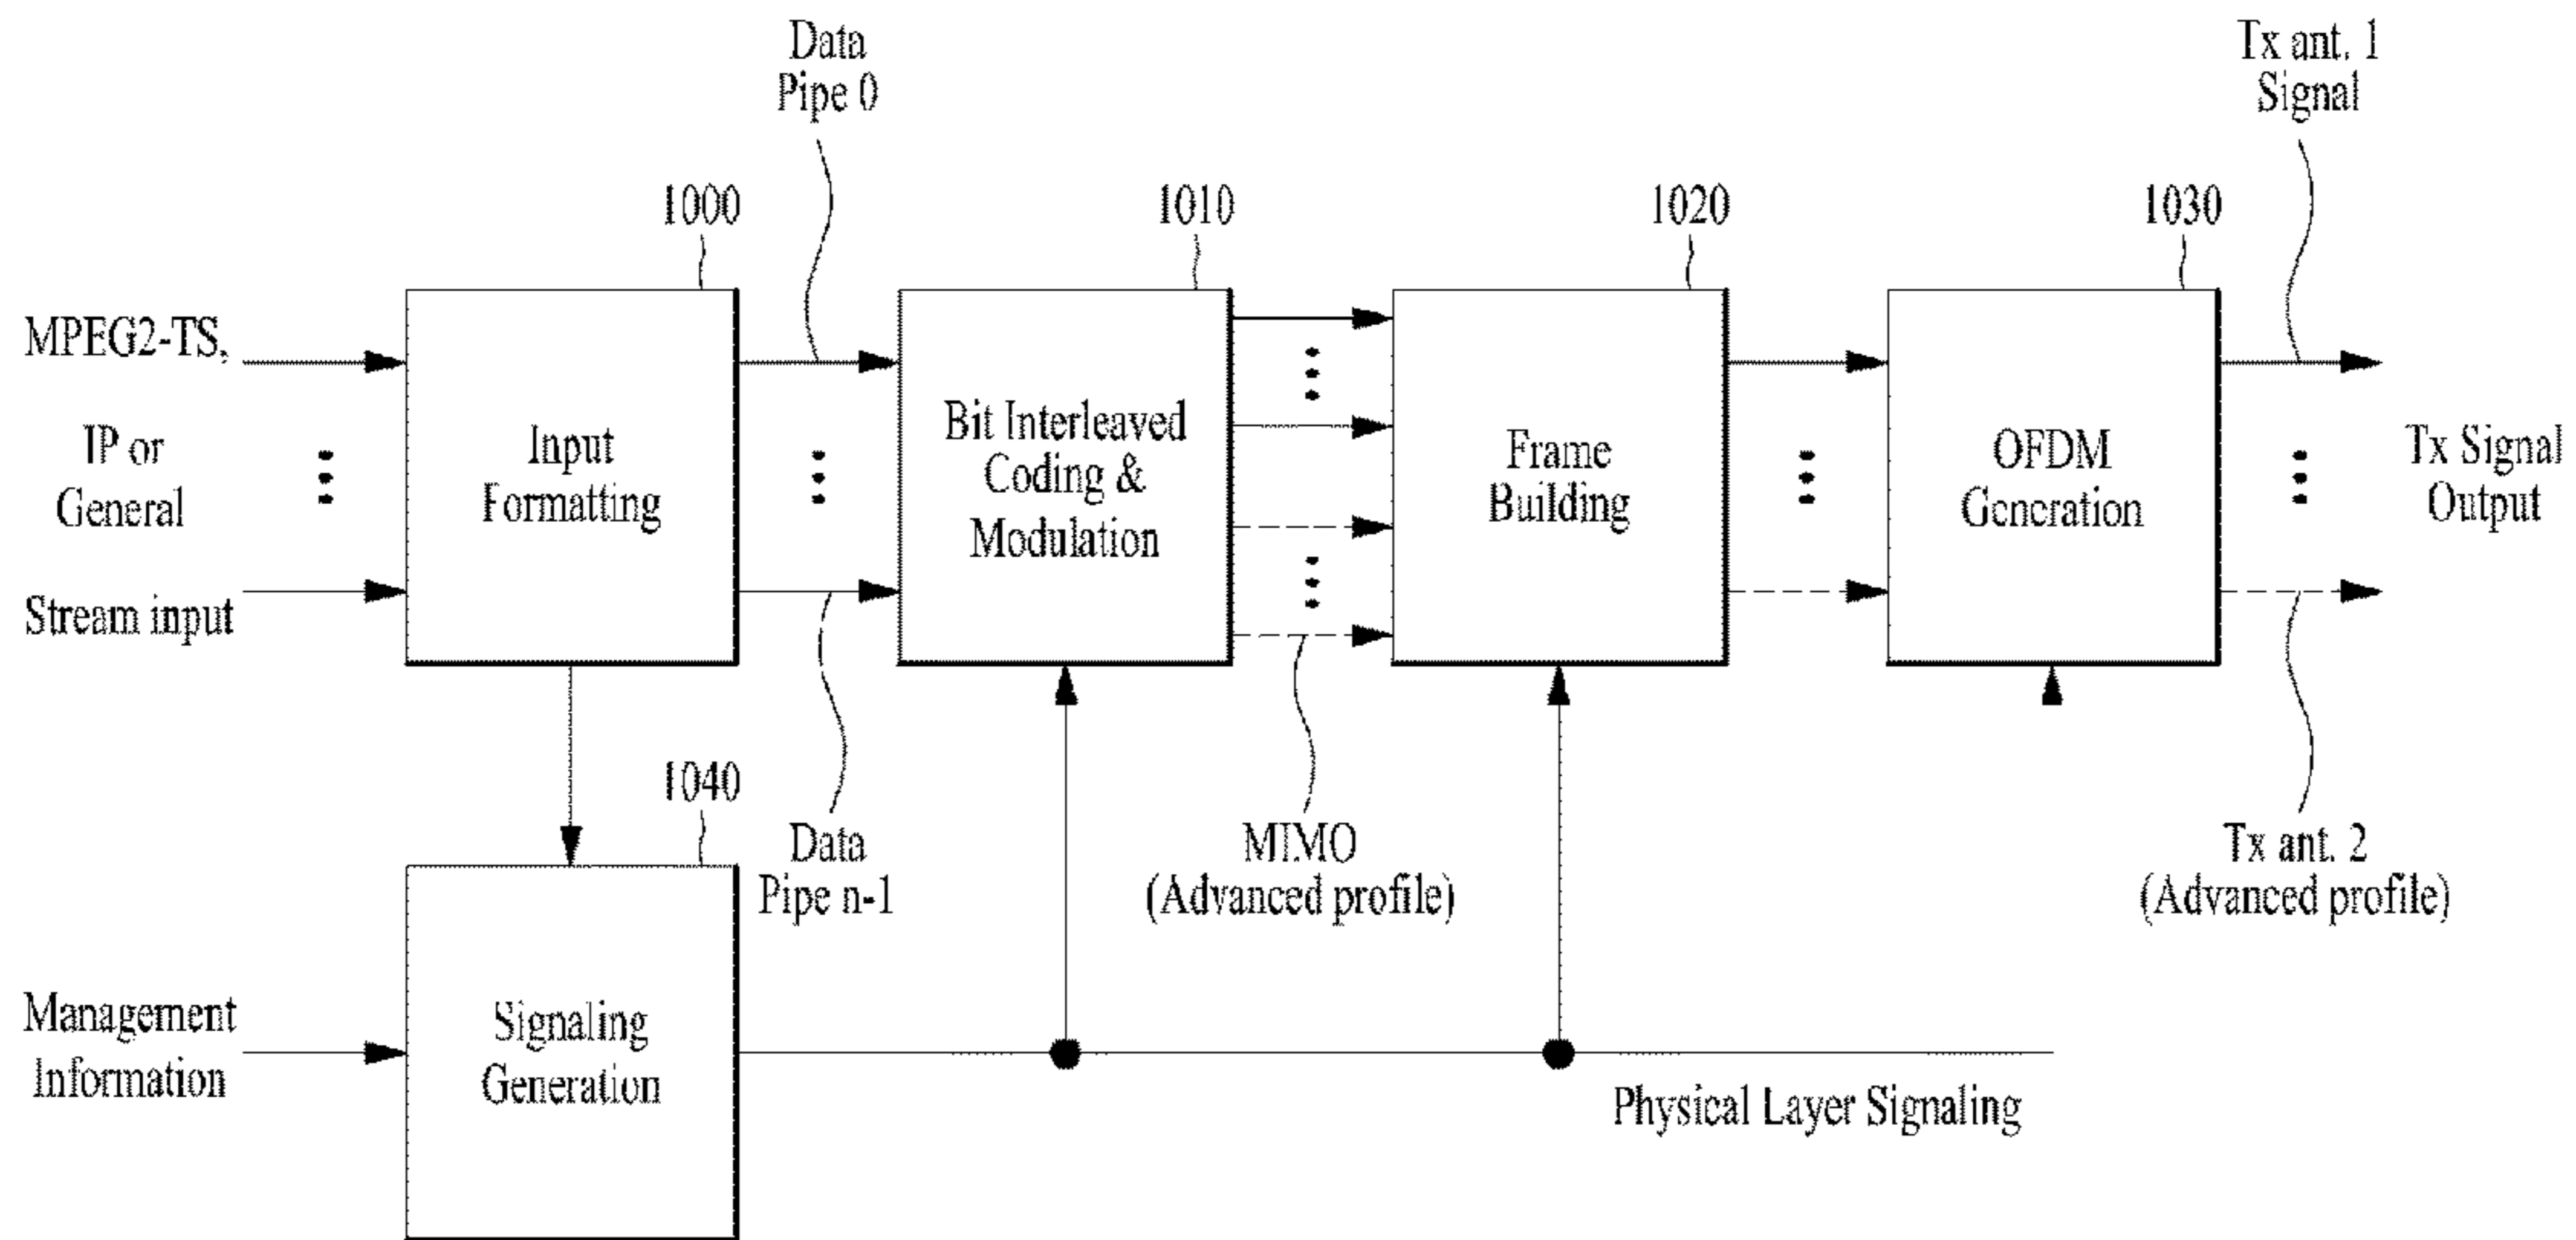 Data
Pipe 0
Tx ant. 1
Signal
1000
1010
1020
1030
MPEG2-TS,
IP or
General
Stream input
Input
Formatting
Bit Interleaved
Coding &
Modulation
Frame
Building
OFDM
Generation
Tx Signal
Output
1040
Data
Pipe n-1
MIMO
(Advanced profile)
Tx ant. 2
(Advanced profile)
Management
Information
Signaling
Generation
Physical Layer Signaling